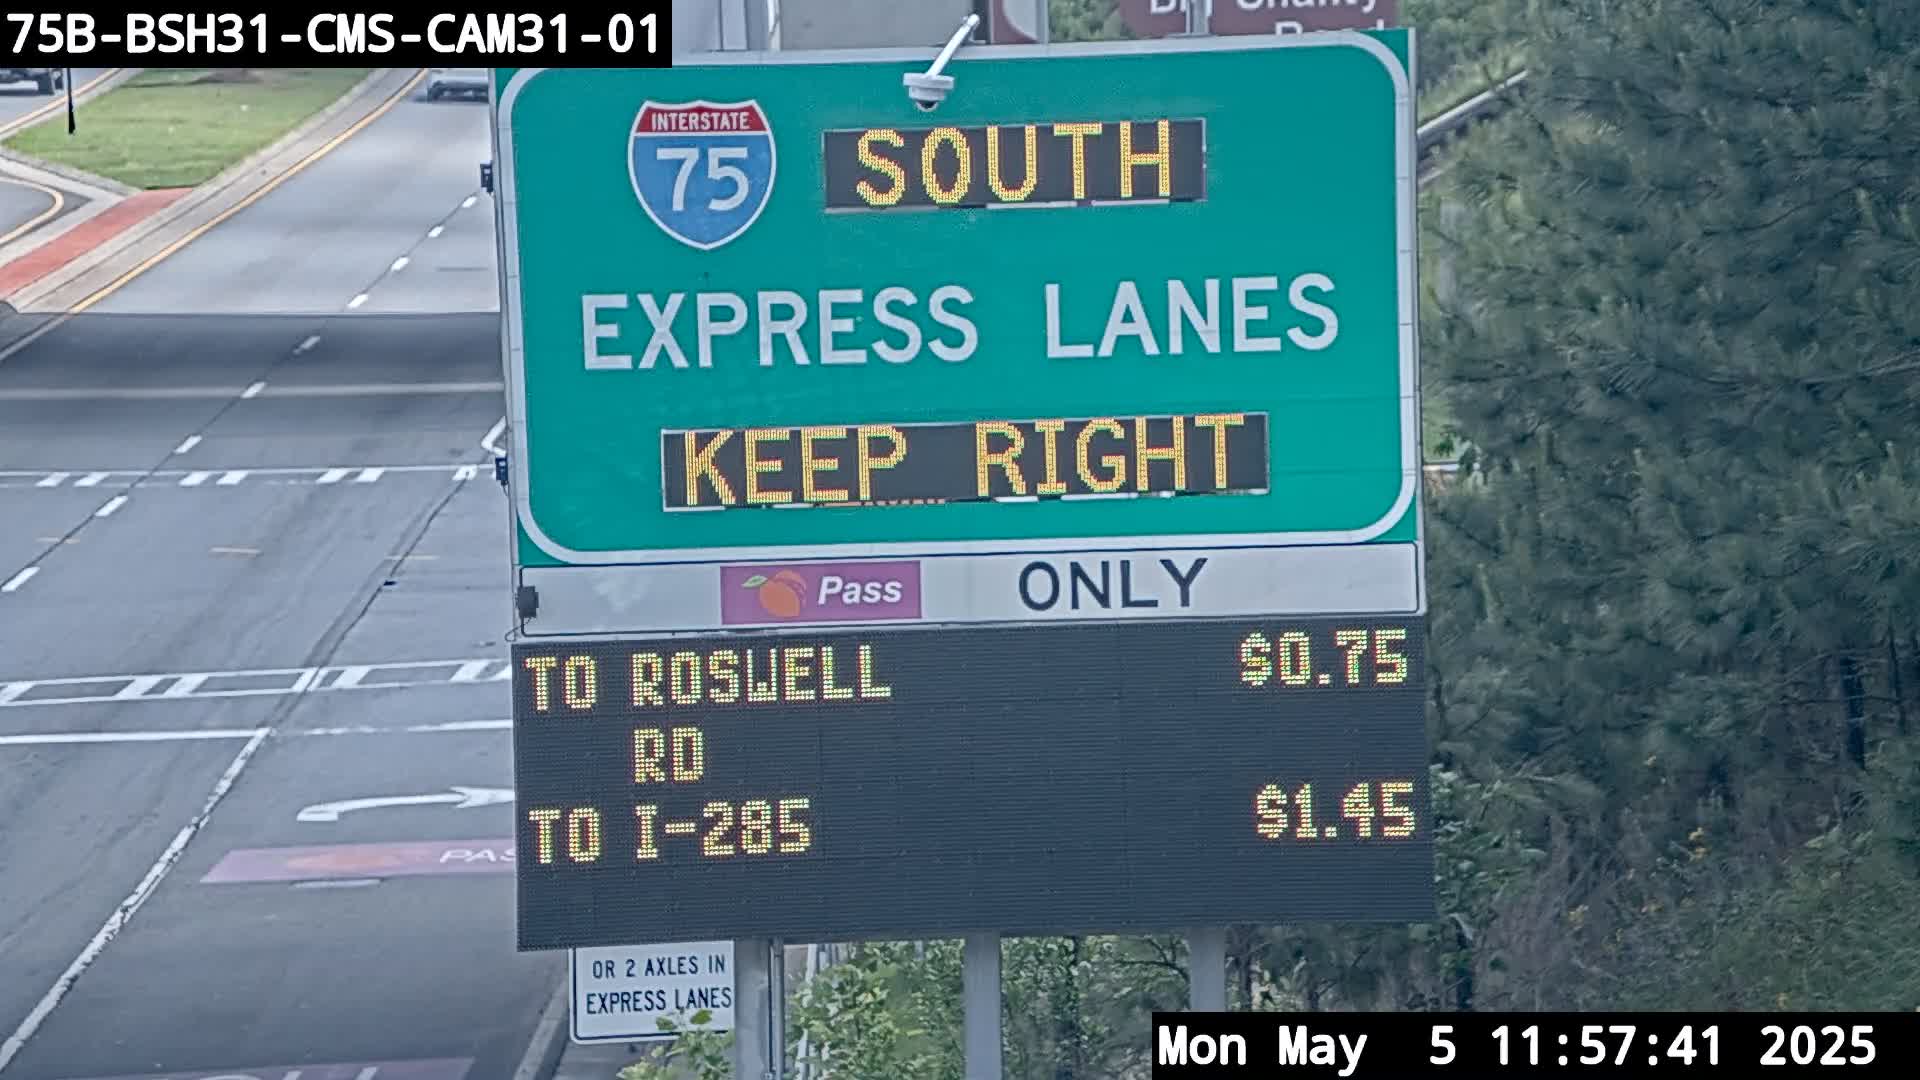 75B-BSH31-CMS-CAM31-01
INTERSTATE
75
SOUTH
EXPRESS LANES
KEEP RIGHT
Pass ONLY
TO ROSWELL $0.75
RD
TO I-285 $1.45
OR 2 AXLES IN
EXPRESS LANES
Mon May 5 11:57:41 2025